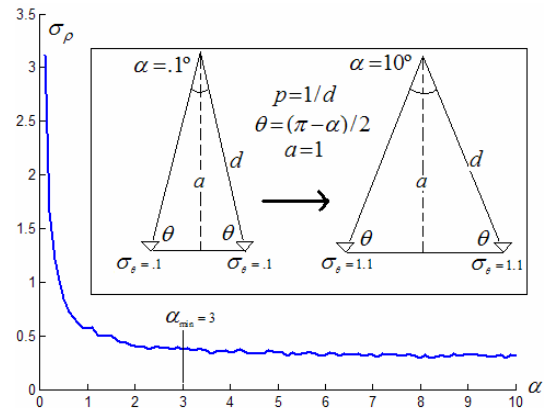 3.5
σρ
3
2.5
2
1.5
1
0.5
0
α=.1º
α=10º
p=1/d
θ=(π−α)/2
a=1
d
d
a
a
θ
θ
θ
θ
σθ=.1
σθ=.1
σθ=1.1
σθ=1.1
αmin=3
0 1 2 3 4 5 6 7 8 9 10
α